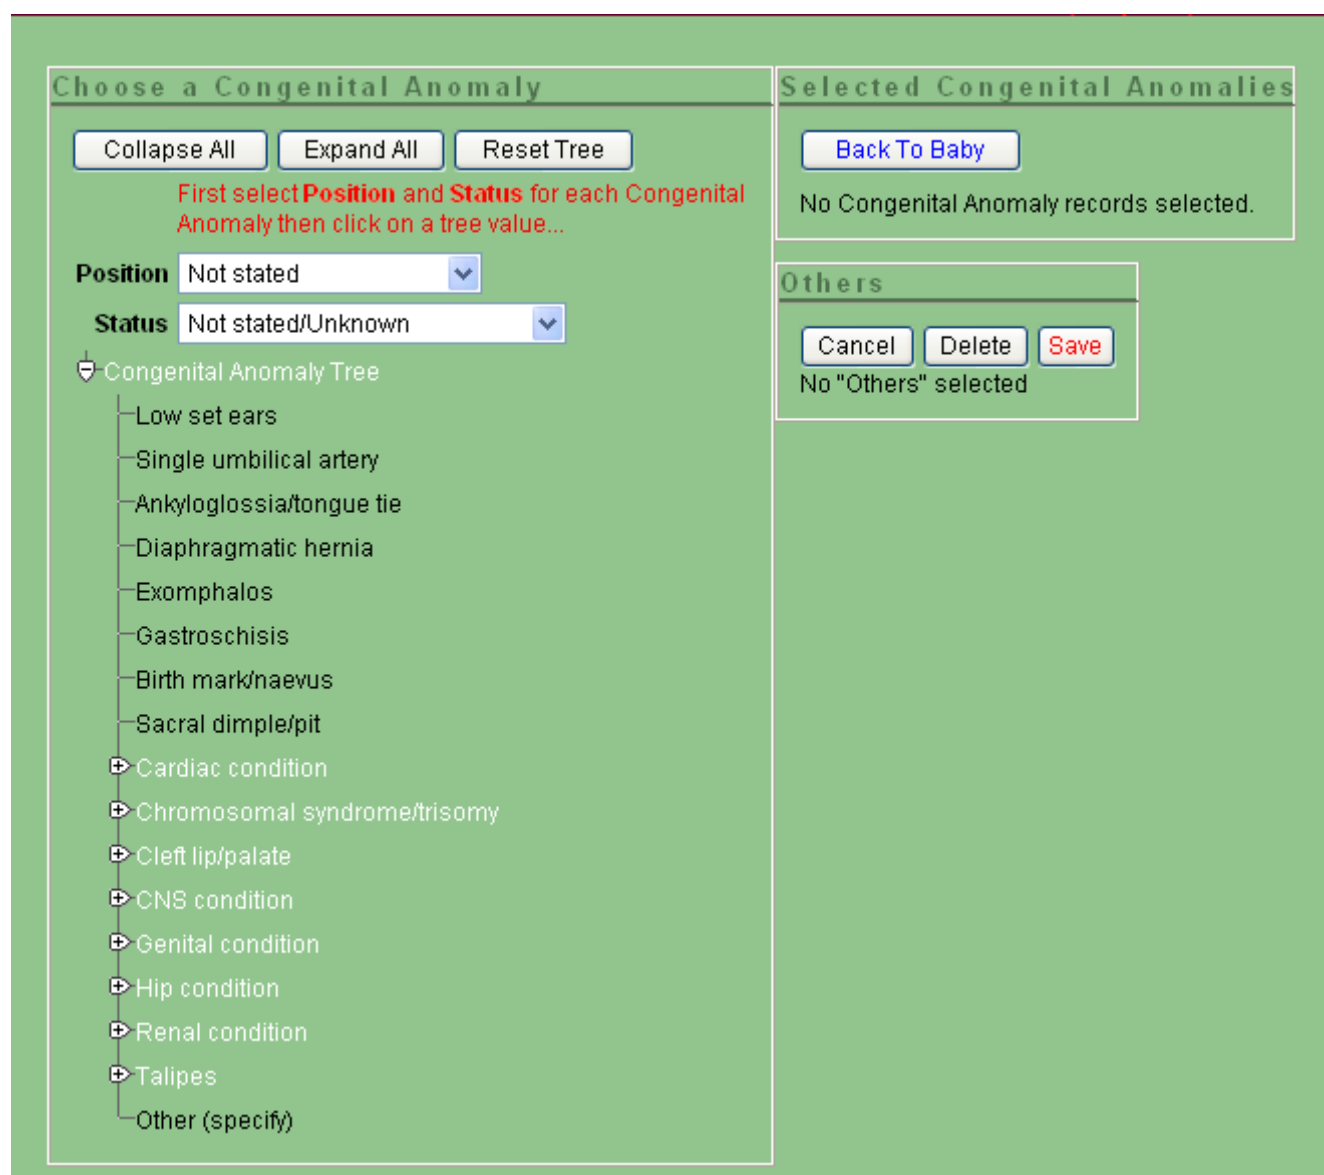 Choose a Congenital Anomaly
Collapse All Expand All Reset Tree
First select Position and Status for each Congenital
Anomaly then click on a tree value...
Position Not stated
Status Not stated/Unknown
Congenital Anomaly Tree
Low set ears
Single umbilical artery
Ankyloglossia/tongue tie
Diaphragmatic hernia
Exomphalos
Gastroschisis
Birth mark/naevus
Sacral dimple/pit
Cardiac condition
Chromosomal syndrome/trisomy
Cleft lip/palate
CNS condition
Genital condition
Hip condition
Renal condition
Talipes
Other (specify)
Selected Congenital Anomalies
Back To Baby
No Congenital Anomaly records selected.
Others
Cancel Delete Save
No "Others" selected